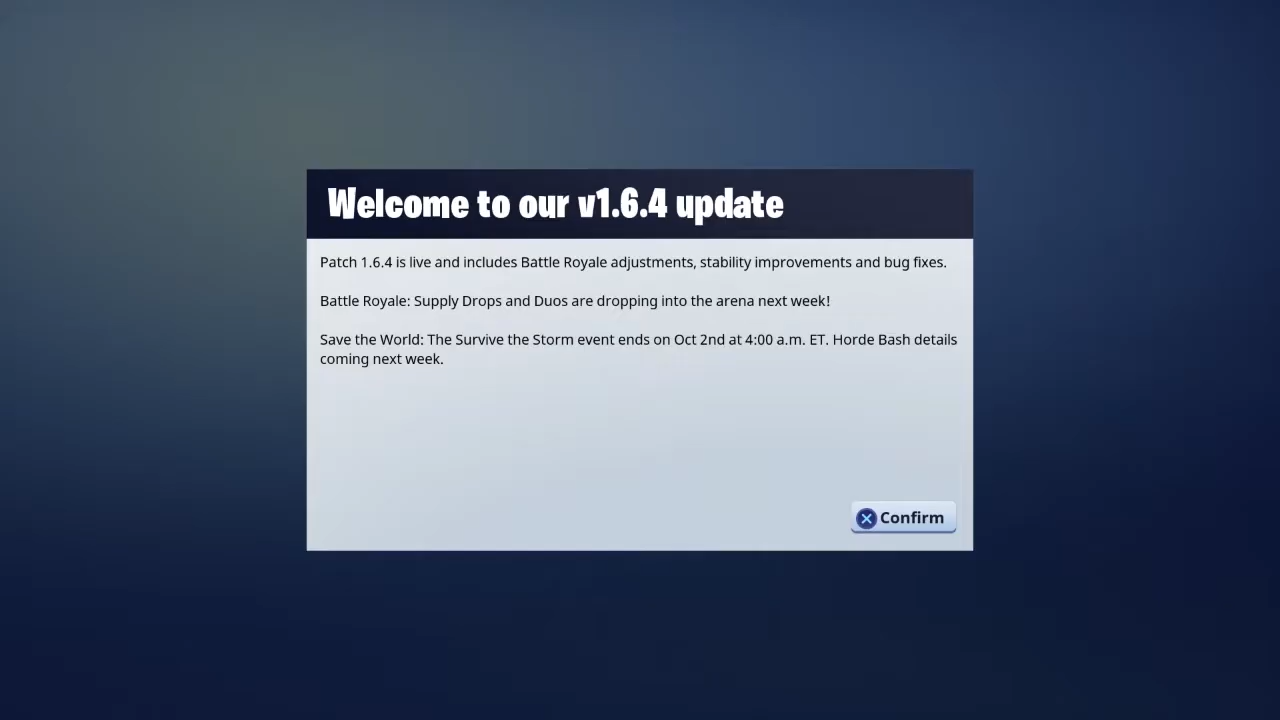 Welcome to our v1.6.4 update
Patch 1.6.4 is live and includes Battle Royale adjustments, stability improvements and bug fixes.
Battle Royale: Supply Drops and Duos are dropping into the arena next week!
Save the World: The Survive the Storm event ends on Oct 2nd at 4:00 a.m. ET. Horde Bash details
coming next week.
Confirm